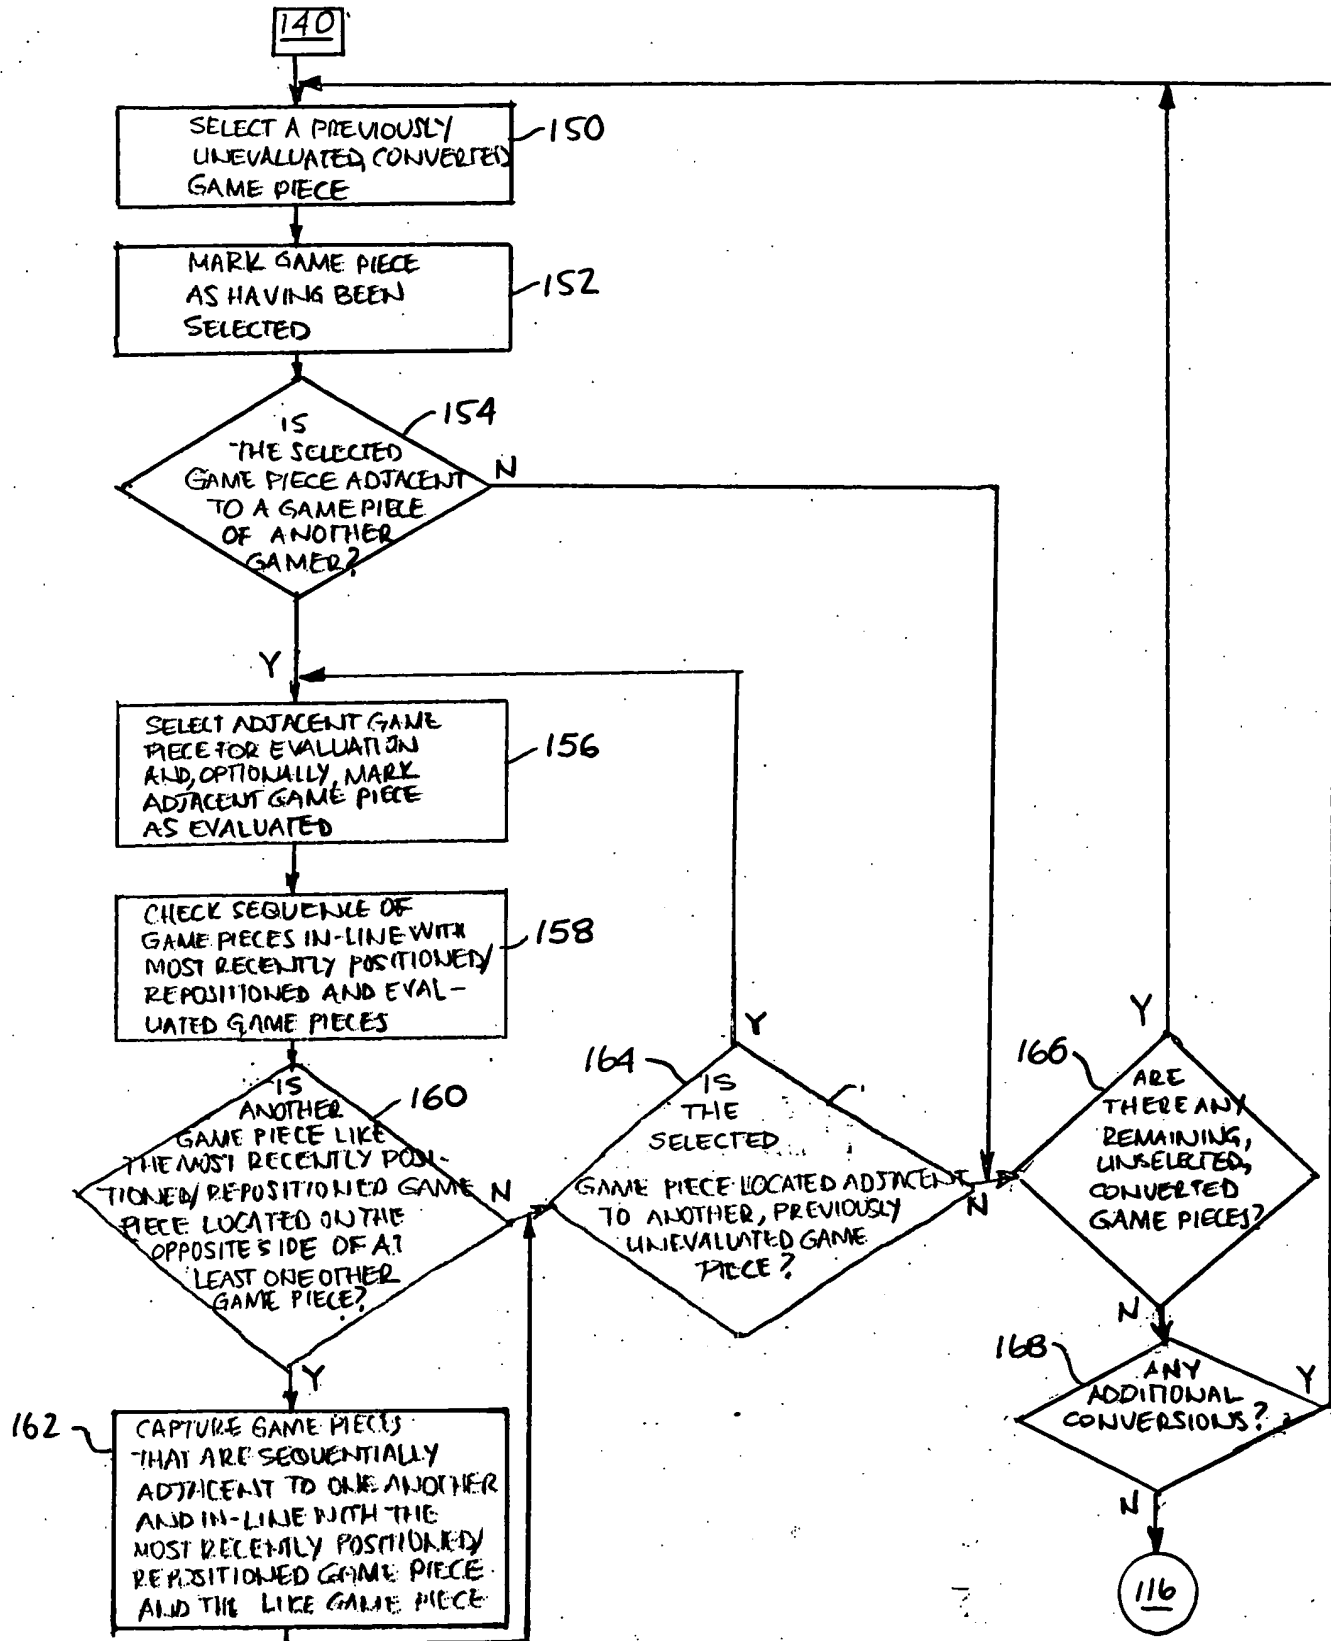 140
SELECT A PREVIOUSLY
UNEVALUATED, CONVERTED
GAME PIECE
150
MARK GAME PIECE
AS HAVING BEEN
SELECTED
152
IS
THE SELECTED
GAME PIECE ADJACENT
TO A GAME PIECE
OF ANOTHER
GAMER?
154
N
Y
SELECT ADJACENT GAME
PIECE FOR EVALUATION
AND, OPTIONALLY, MARK
ADJACENT GAME PIECE
AS EVALUATED
156
CHECK SEQUENCE OF
GAME PIECES IN-LINE WITH
MOST RECENTLY POSITIONED/
REPOSITIONED AND EVAL-
UATED GAME PIECES
158
IS
ANOTHER
GAME PIECE LIKE
THE MOST RECENTLY POSI-
TIONED/REPOSITIONED GAME
PIECE LOCATED ON THE
OPPOSITE SIDE OF AT
LEAST ONE OTHER
GAME PIECE?
160
N
Y
162
CAPTURE GAME PIECES
THAT ARE SEQUENTIALLY
ADJACENT TO ONE ANOTHER
AND IN-LINE WITH THE
MOST RECENTLY POSITIONED/
REPOSITIONED GAME PIECE
AND THE LIKE GAME PIECE
164
Y
IS
THE
SELECTED
GAME PIECE LOCATED ADJACENT
TO ANOTHER, PREVIOUSLY
UNEVALUATED GAME
PIECE?
N
166
Y
ARE
THERE ANY
REMAINING,
UNSELECTED,
CONVERTED
GAME PIECES?
N
168
ANY
ADDITIONAL
CONVERSIONS?
Y
N
116